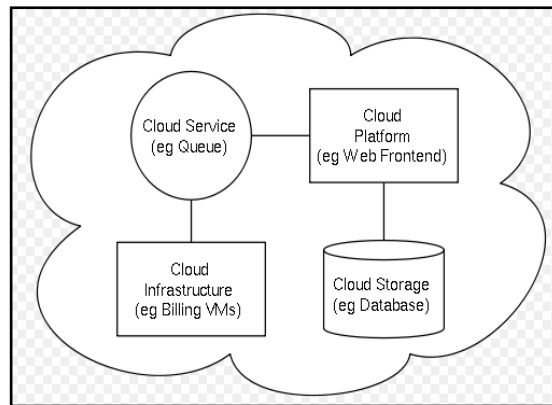 Cloud Service
(eg Queue)
Cloud
Platform
(eg Web Frontend)
Cloud
Infrastructure
(eg Billing VMs)
Cloud Storage
(eg Database)